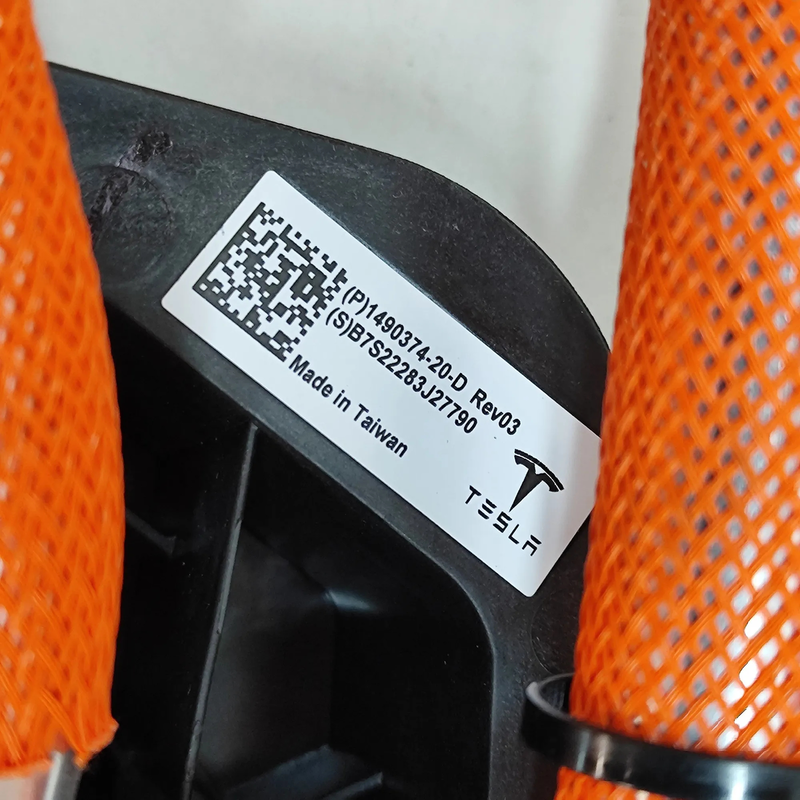 (P)1490374-20-D Rev03
(S)B7S22283J27790
Made in Taiwan
TESLA